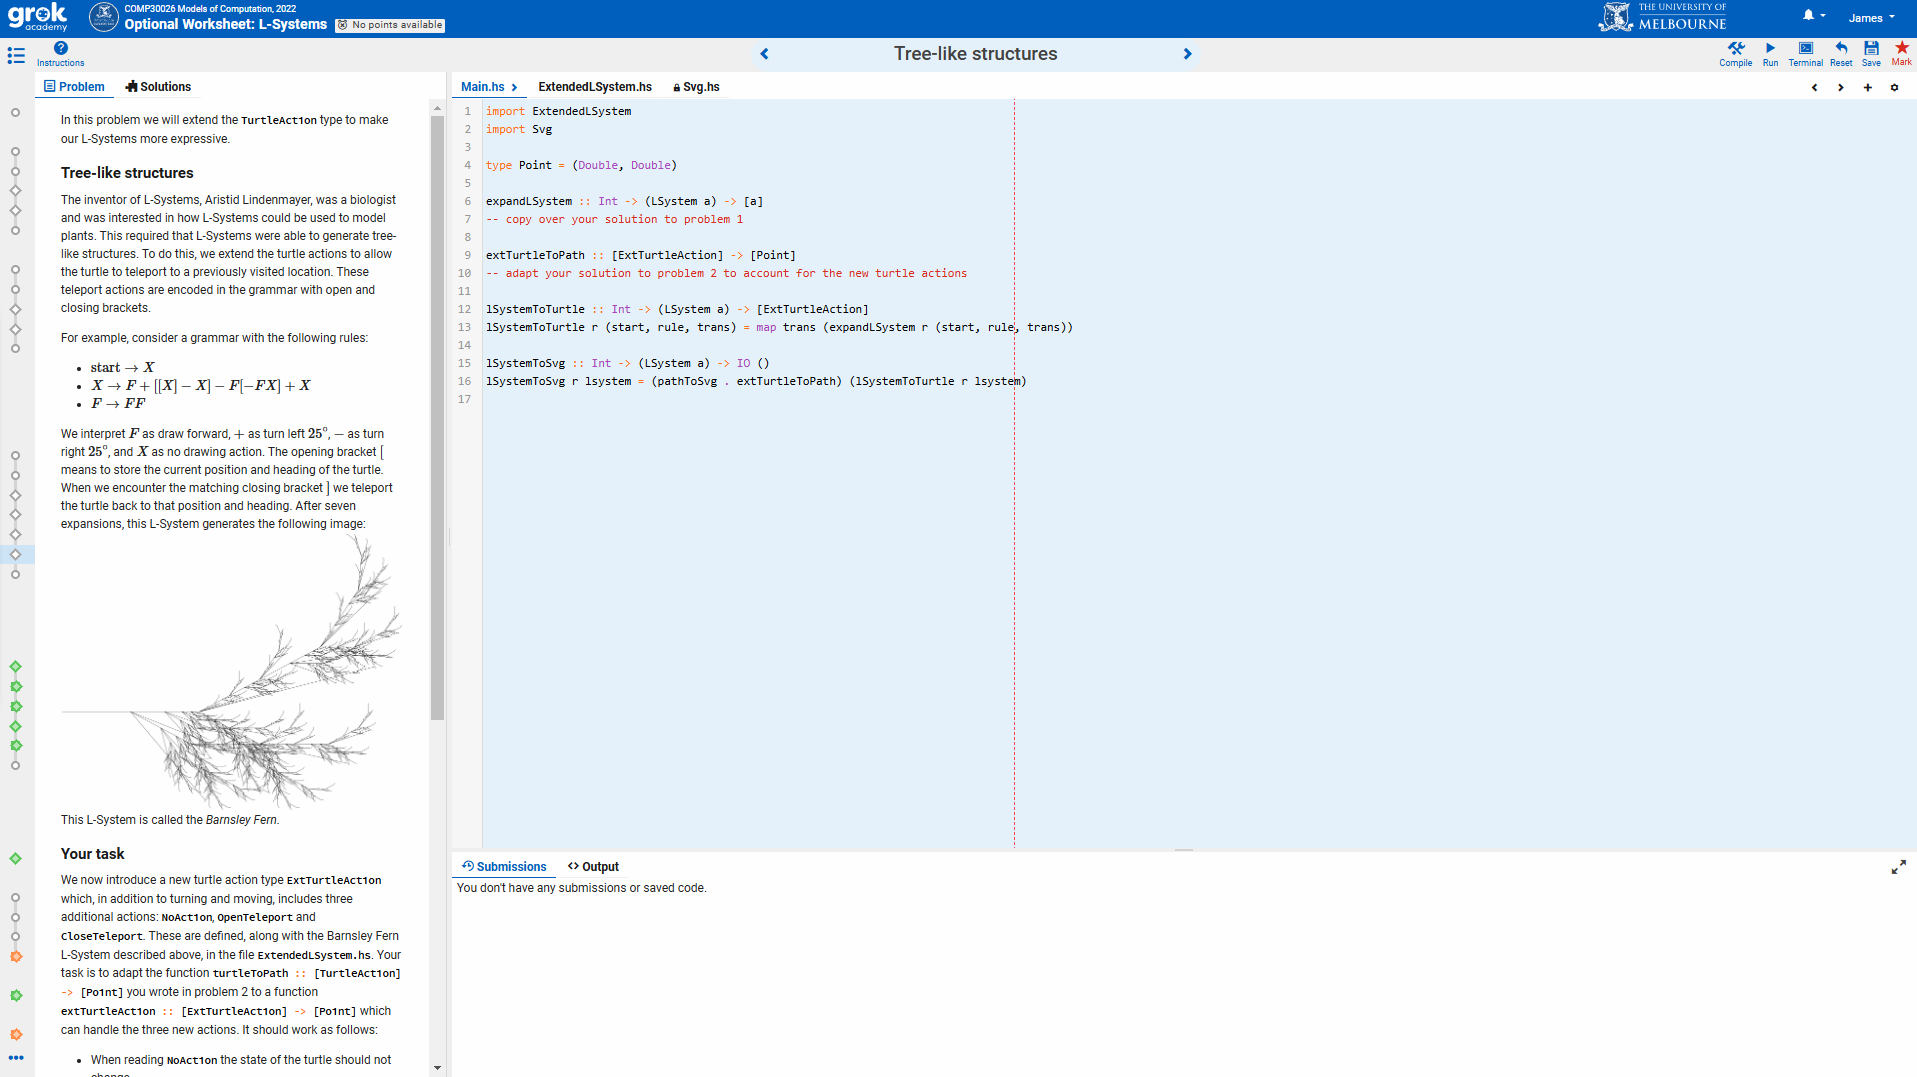 grok
academy
COMP30026 Models of Computation, 2022
Optional Worksheet: L-Systems
No points available
THE UNIVERSITY OF
MELBOURNE
James
Instructions
Tree-like structures
Compile
Run
Terminal
Reset
Save
Mark
Problem
Solutions
Main.hs
ExtendedLSystem.hs
Svg.hs
In this problem we will extend the TurtleAction type to make
our L-Systems more expressive.
Tree-like structures
The inventor of L-Systems, Aristid Lindenmayer, was a biologist
and was interested in how L-Systems could be used to model
plants. This required that L-Systems were able to generate tree-
like structures. To do this, we extend the turtle actions to allow
the turtle to teleport to a previously visited location. These
teleport actions are encoded in the grammar with open and
closing brackets.
For example, consider a grammar with the following rules:
• start → X
• X → F + [[X] − X] − F[−FX] + X
• F → FF
We interpret F as draw forward, + as turn left 25°, − as turn
right 25°, and X as no drawing action. The opening bracket [
means to store the current position and heading of the turtle.
When we encounter the matching closing bracket ] we teleport
the turtle back to that position and heading. After seven
expansions, this L-System generates the following image:
This L-System is called the Barnsley Fern.
Your task
We now introduce a new turtle action type ExtTurtleAction
which, in addition to turning and moving, includes three
additional actions: NoAction, OpenTeleport and
CloseTeleport. These are defined, along with the Barnsley Fern
L-System described above, in the file ExtendedLSystem.hs. Your
task is to adapt the function turtleToPath :: [TurtleAction]
-> [Point] you wrote in problem 2 to a function
extTurtleAction :: [ExtTurtleAction] -> [Point] which
can handle the three new actions. It should work as follows:
• When reading NoAction the state of the turtle should not
1 import ExtendedLSystem
2 import Svg
3
4 type Point = (Double, Double)
5
6 expandLSystem :: Int -> (LSystem a) -> [a]
7 -- copy over your solution to problem 1
8
9 extTurtleToPath :: [ExtTurtleAction] -> [Point]
10 -- adapt your solution to problem 2 to account for the new turtle actions
11
12 lSystemToTurtle :: Int -> (LSystem a) -> [ExtTurtleAction]
13 lSystemToTurtle r (start, rule, trans) = map trans (expandLSystem r (start, rule, trans))
14
15 lSystemToSvg :: Int -> (LSystem a) -> IO ()
16 lSystemToSvg r lsystem = (pathToSvg . extTurtleToPath) (lSystemToTurtle r lsystem)
17
Submissions
Output
You don't have any submissions or saved code.